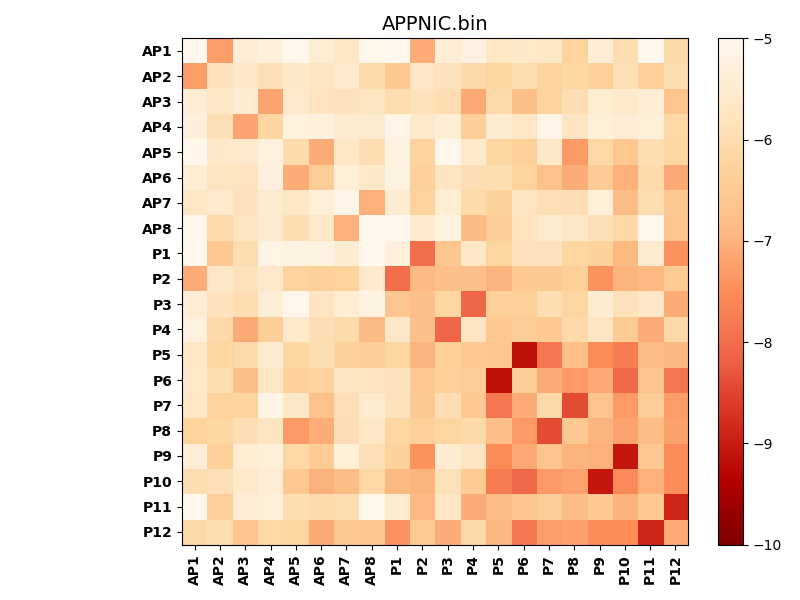 APPNIC.bin
AP1
AP2
AP3
AP4
AP5
AP6
AP7
AP8
P1
P2
P3
P4
P5
P6
P7
P8
P9
P10
P11
P12
AP1 AP2 AP3 AP4 AP5 AP6 AP7 AP8 P1 P2 P3 P4 P5 P6 P7 P8 P9 P10 P11 P12
−5
−6
−7
−8
−9
−10